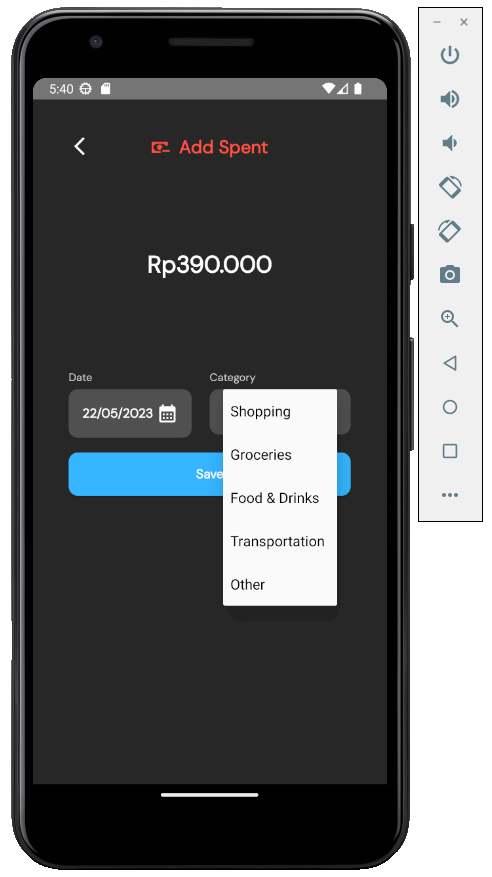 5:40
Add Spent
Rp390.000
Date
Category
22/05/2023
Shopping
Groceries
Save
Food & Drinks
Transportation
Other